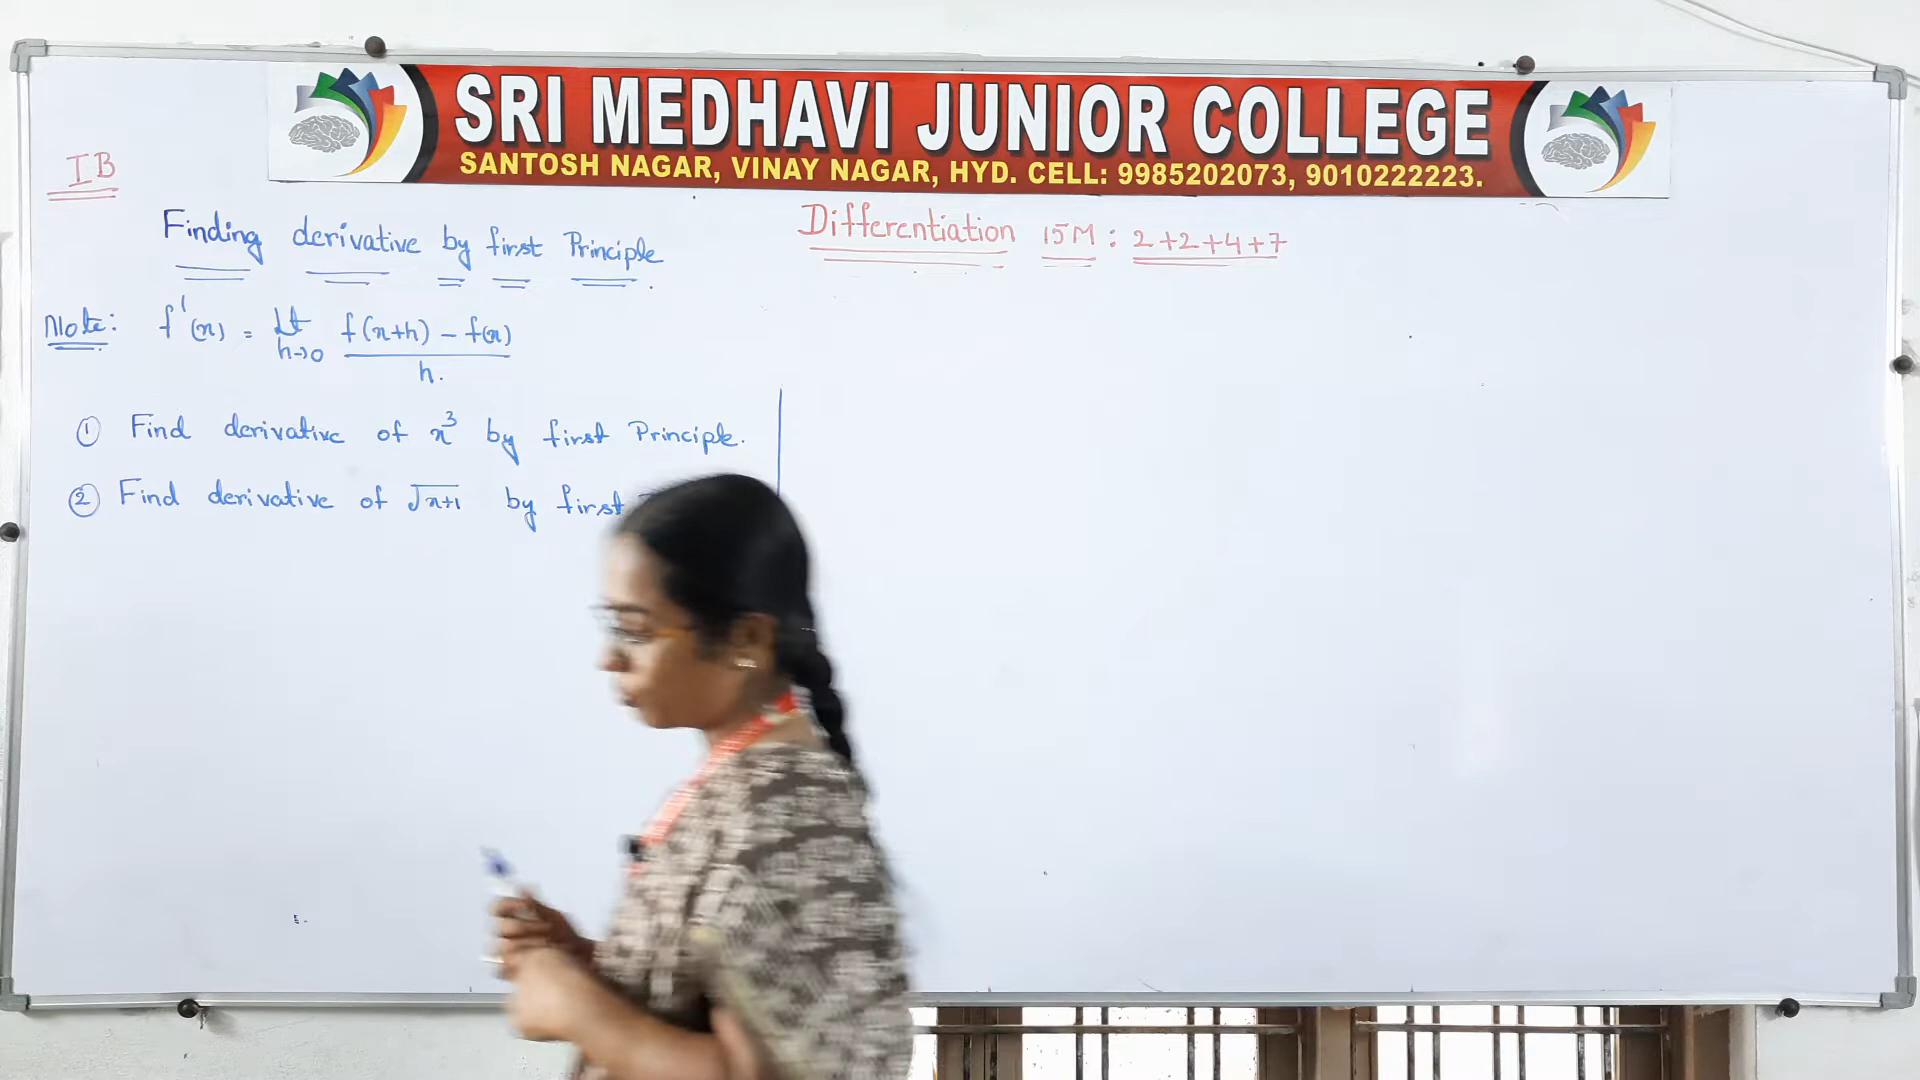 SRI MEDHAVI JUNIOR COLLEGE
SANTOSH NAGAR, VINAY NAGAR, HYD. CELL: 9985202073, 9010222223.
IB
Differentiation 15M : 2+2+4+7
Finding derivative by first Principle
Note: f'(x) = Lt h→0 f(x+h) - f(x) / h.
① Find derivative of x³ by first Principle.
② Find derivative of √x+1 by first